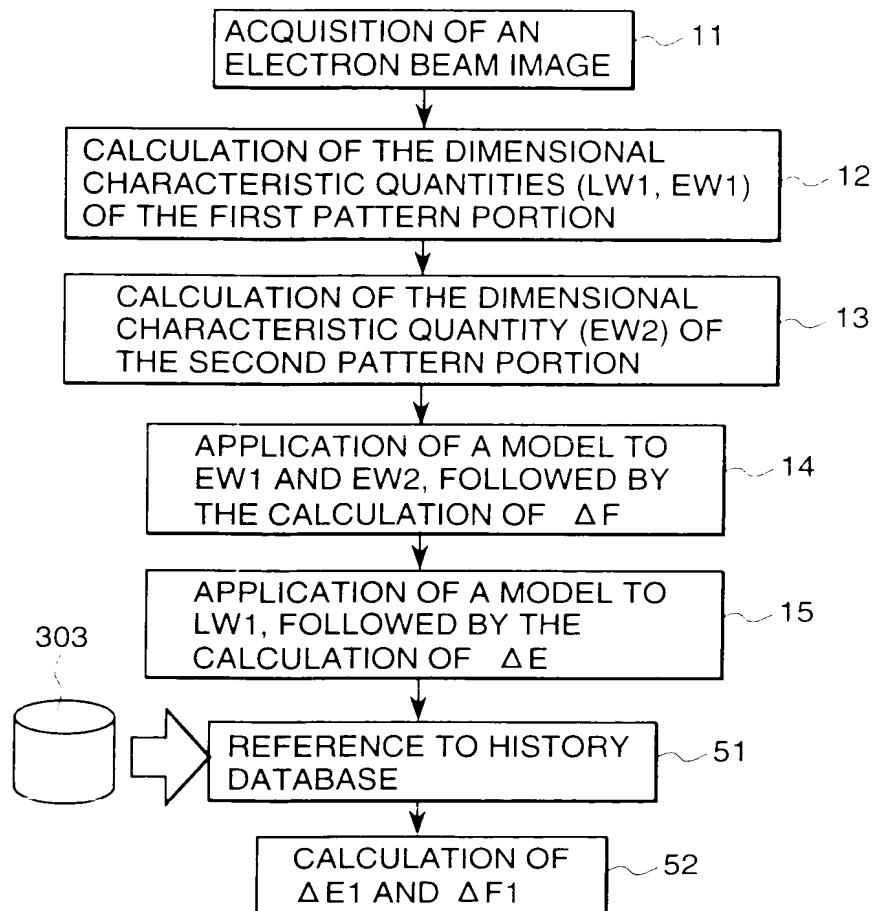 ACQUISITION OF AN
ELECTRON BEAM IMAGE
11
CALCULATION OF THE DIMENSIONAL
CHARACTERISTIC QUANTITIES (LW1, EW1)
OF THE FIRST PATTERN PORTION
12
CALCULATION OF THE DIMENSIONAL
CHARACTERISTIC QUANTITY (EW2) OF
THE SECOND PATTERN PORTION
13
APPLICATION OF A MODEL TO
EW1 AND EW2, FOLLOWED BY
THE CALCULATION OF ΔF
14
APPLICATION OF A MODEL TO
LW1, FOLLOWED BY THE
CALCULATION OF ΔE
15
303
REFERENCE TO HISTORY
DATABASE
51
CALCULATION OF
ΔE1 AND ΔF1
52